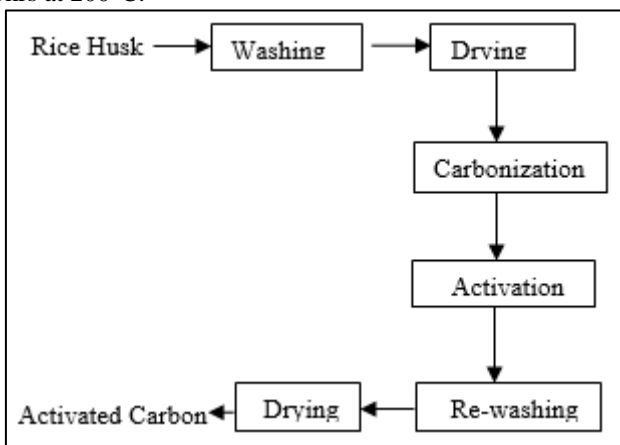 Rice Husk
Washing
Drying
Carbonization
Activation
Re-washing
Drying
Activated Carbon